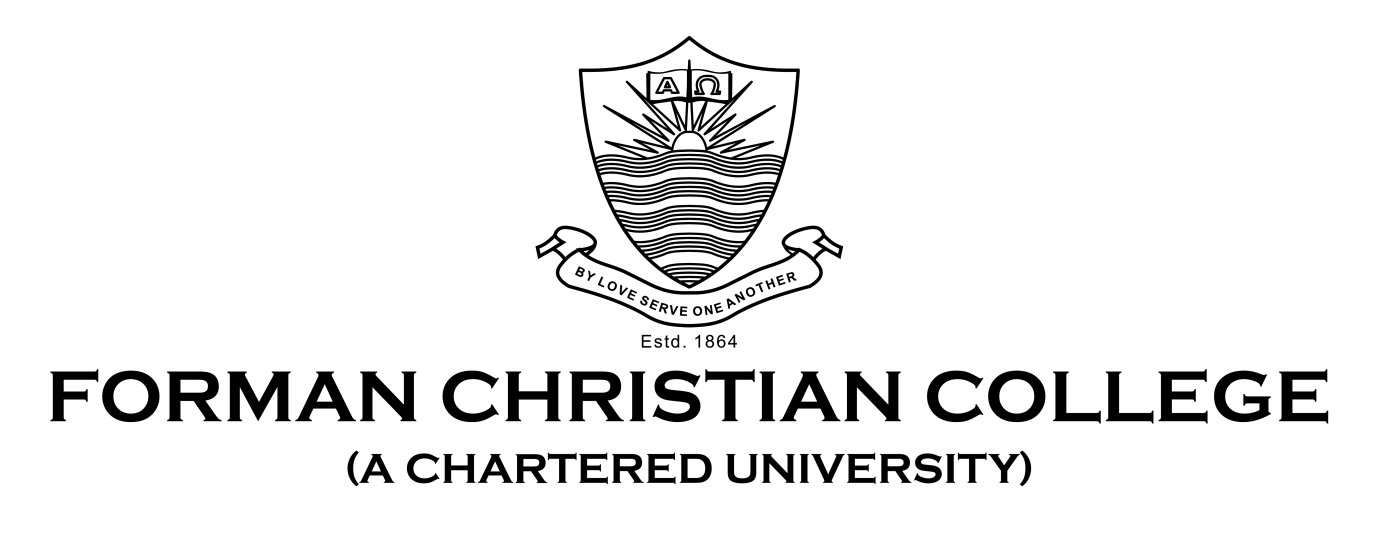 Α Ω
BY LOVE SERVE ONE ANOTHER
Estd. 1864
FORMAN CHRISTIAN COLLEGE
(A CHARTERED UNIVERSITY)